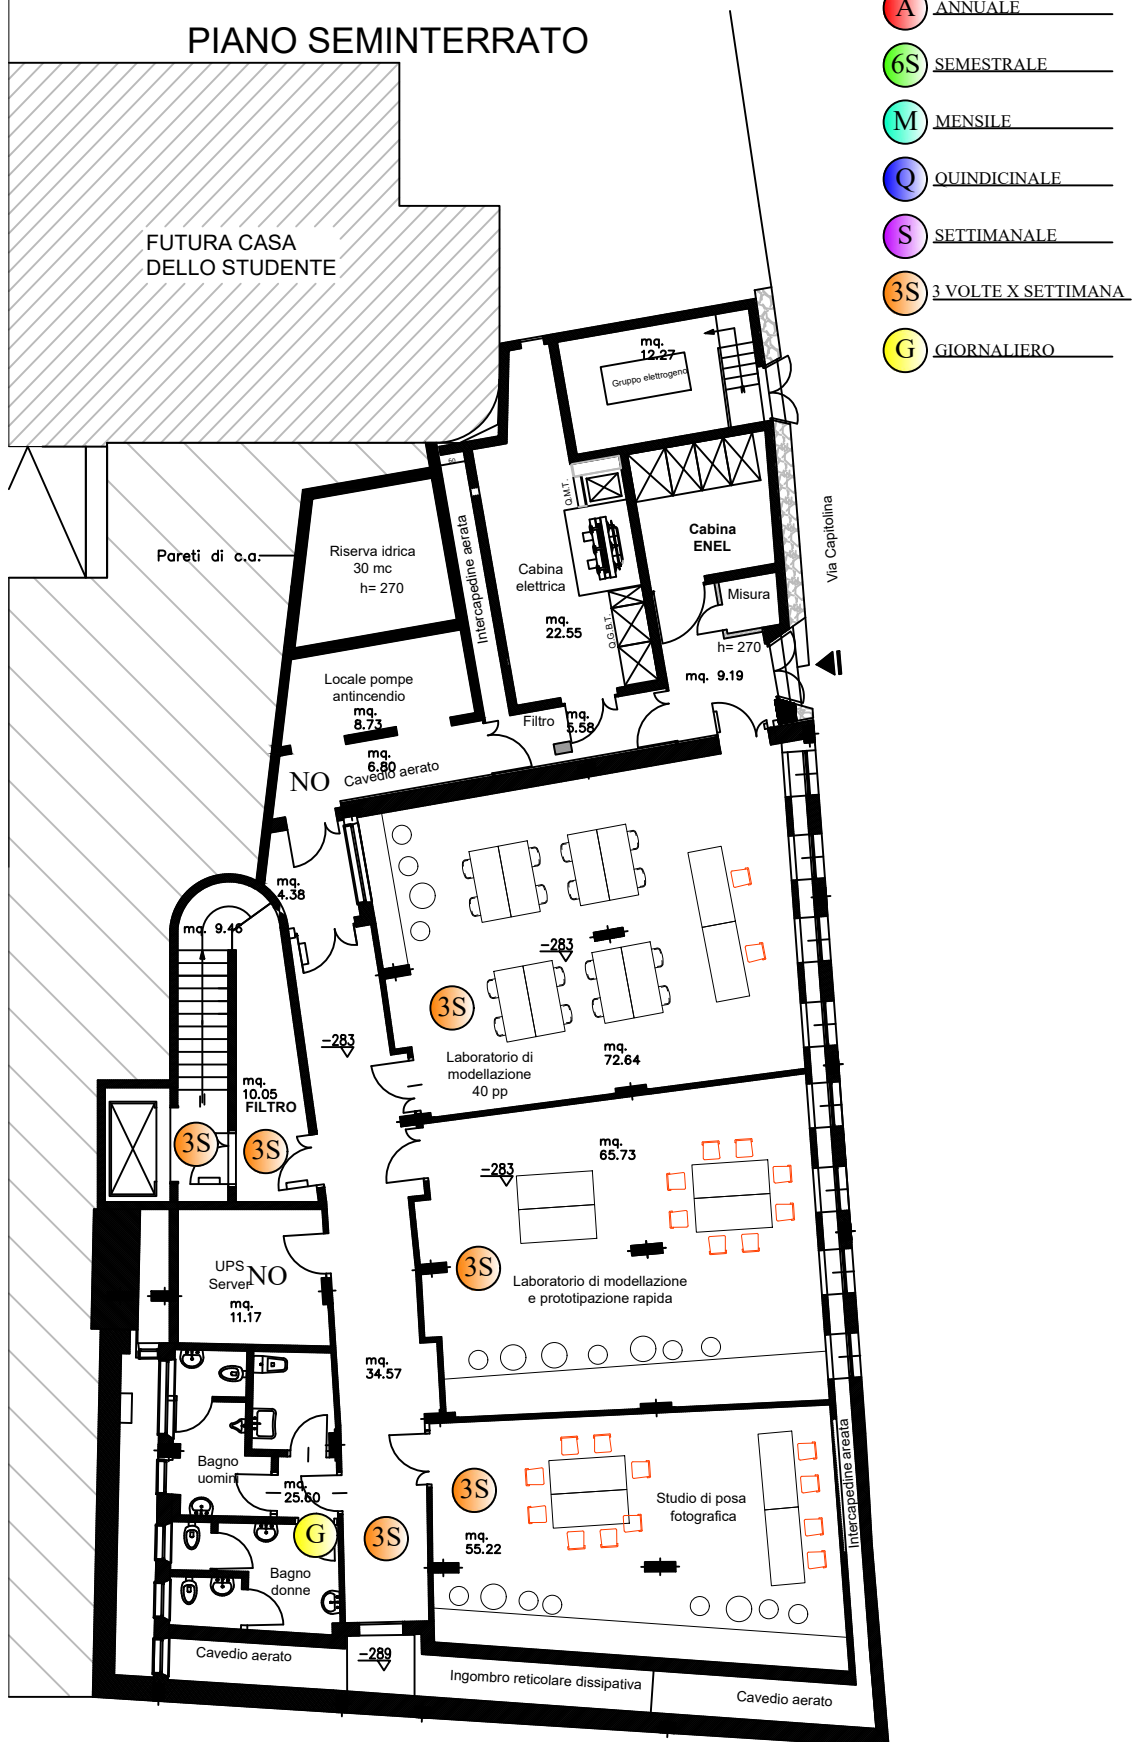 PIANO SEMINTERRATO
A ANNUALE
6S SEMESTRALE
M MENSILE
Q QUINDICINALE
S SETTIMANALE
3S 3 VOLTE X SETTIMANA
G GIORNALIERO
FUTURA CASA
DELLO STUDENTE
mq.
12.27
Gruppo elettrogeno
50
Q.M.T.
Cabina
ENEL
Via Capitolina
Pareti di c.a.
Riserva idrica
30 mc
h= 270
Intercapedine aerata
Cabina
elettrica
mq.
22.55
Q.G.B.T.
Misura
h= 270
mq. 9.19
Locale pompe
antincendio
mq.
8.73
Filtro
mq.
5.58
mq.
6.80
NO
Cavedio aerato
mq.
4.38
mq. 9.46
-283
3S
-283
Laboratorio di
modellazione
40 pp
mq.
72.64
mq.
10.05
FILTRO
3S
3S
mq.
65.73
-283
3S
Laboratorio di modellazione
e prototipazione rapida
UPS
Server
NO
mq.
11.17
mq.
34.57
Bagno
uomini
mq.
25.60
G
3S
3S
mq.
55.22
Studio di posa
fotografica
Intercapedine areata
Bagno
donne
Cavedio aerato
-289
Ingombro reticolare dissipativa
Cavedio aerato